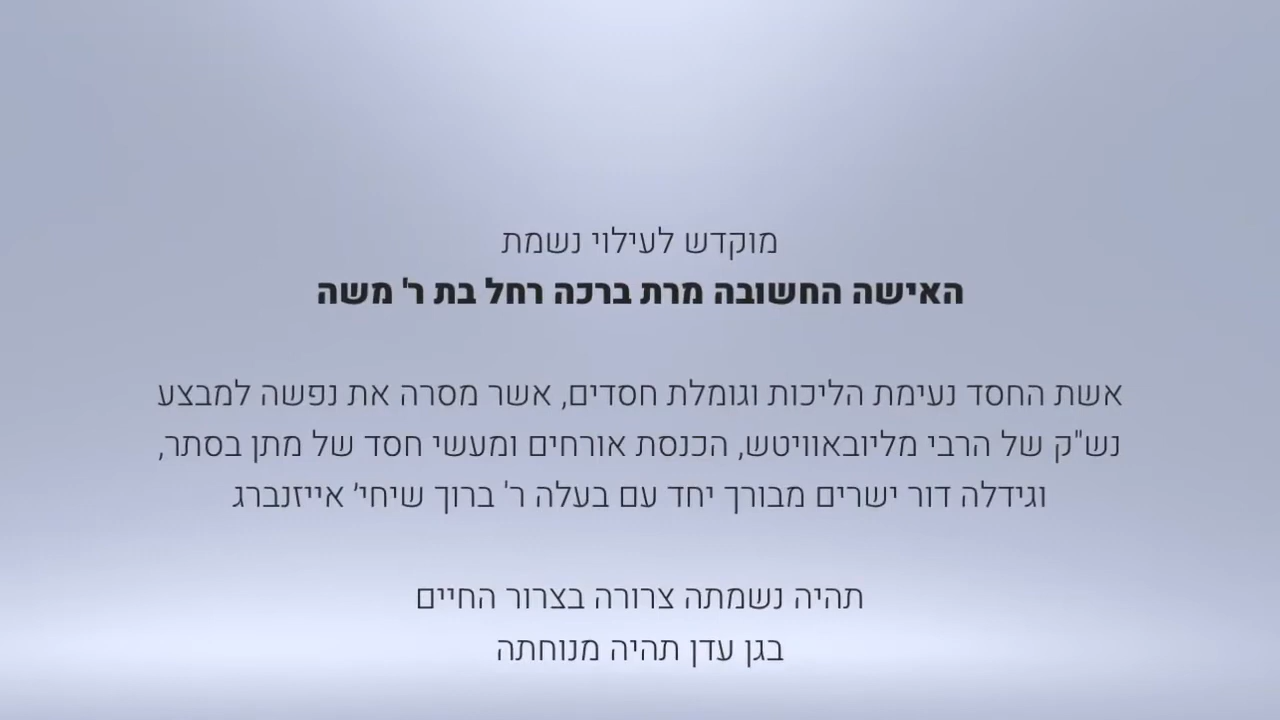 מוקדש לעילוי נשמת
האישה החשובה מרת ברכה רחל בת ר' משה
אשת החסד נעימת הליכות וגומלת חסדים, אשר מסרה את נפשה למבצע
נש"ק של הרבי מליובאוויטש, הכנסת אורחים ומעשי חסד של מתן בסתר,
וגידלה דור ישרים מבורך יחד עם בעלה ר' ברוך שיחי׳ אייזנברג
תהיה נשמתה צרורה בצרור החיים
בגן עדן תהיה מנוחתה